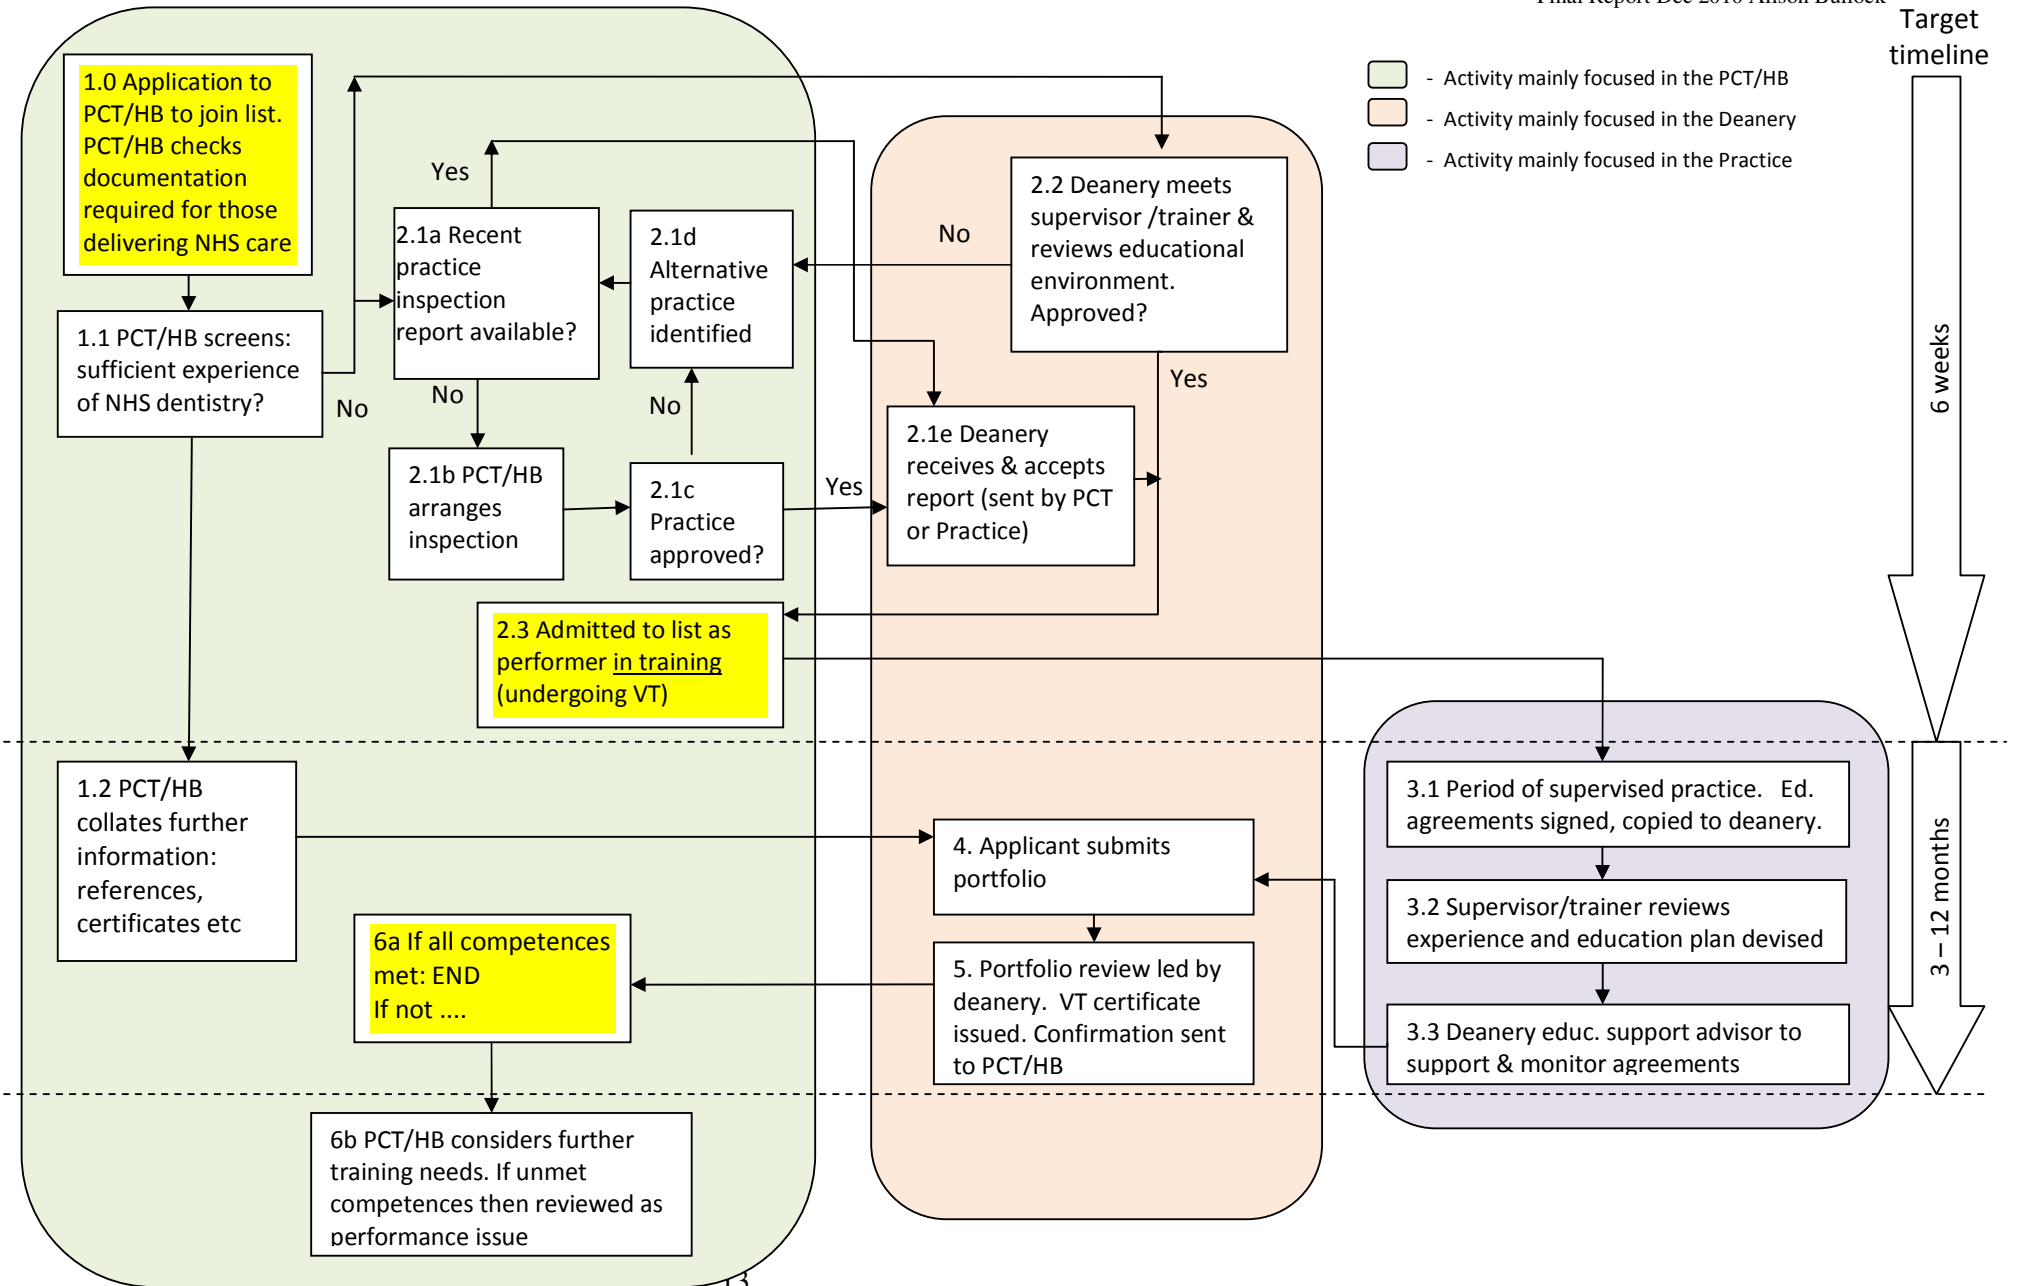 Final Report Dec 2010 Alison Bullock
Target
timeline
- Activity mainly focused in the PCT/HB
- Activity mainly focused in the Deanery
- Activity mainly focused in the Practice
1.0 Application to
PCT/HB to join list.
PCT/HB checks
documentation
required for those
delivering NHS care
1.1 PCT/HB screens:
sufficient experience
of NHS dentistry?
No
Yes
2.1a Recent
practice
inspection
report available?
No
2.1d
Alternative
practice
identified
No
2.1b PCT/HB
arranges
inspection
2.1c
Practice
approved?
Yes
No
2.2 Deanery meets
supervisor /trainer &
reviews educational
environment.
Approved?
Yes
2.1e Deanery
receives & accepts
report (sent by PCT
or Practice)
2.3 Admitted to list as
performer in training
(undergoing VT)
6 weeks
1.2 PCT/HB
collates further
information:
references,
certificates etc
4. Applicant submits
portfolio
3.1 Period of supervised practice. Ed.
agreements signed, copied to deanery.
3.2 Supervisor/trainer reviews
experience and education plan devised
3.3 Deanery educ. support advisor to
support & monitor agreements
3 – 12 months
6a If all competences
met: END
If not ....
5. Portfolio review led by
deanery. VT certificate
issued. Confirmation sent
to PCT/HB
6b PCT/HB considers further
training needs. If unmet
competences then reviewed as
performance issue
13